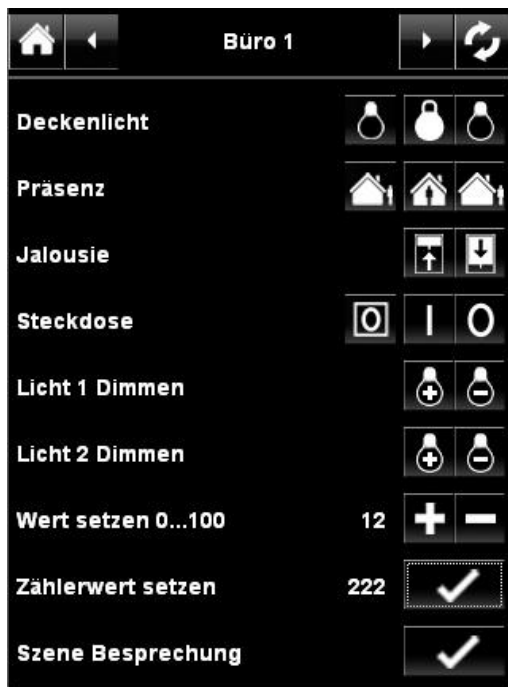 Büro 1
Deckenlicht
Präsenz
Jalousie
Steckdose
Licht 1 Dimmen
Licht 2 Dimmen
Wert setzen 0...100 12
Zählerwert setzen 222
Szene Besprechung